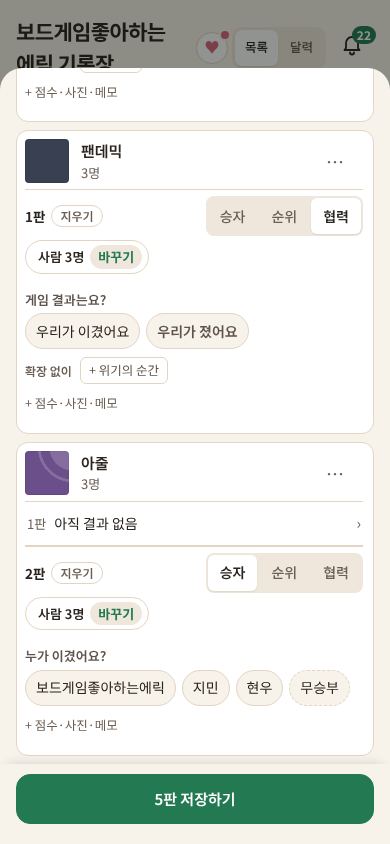 보드게임좋아하는
에릭 기록장
목록
달력
22
+ 점수·사진·메모
팬데믹
3명
...
1판
지우기
승자
순위
협력
사람 3명
바꾸기
게임 결과는요?
우리가 이겼어요
우리가 졌어요
확장 없이
+ 위기의 순간
+ 점수·사진·메모
아줄
3명
...
1판
아직 결과 없음
›
2판
지우기
승자
순위
협력
사람 3명
바꾸기
누가 이겼어요?
보드게임좋아하는에릭
지민
현우
무승부
+ 점수·사진·메모
5판 저장하기